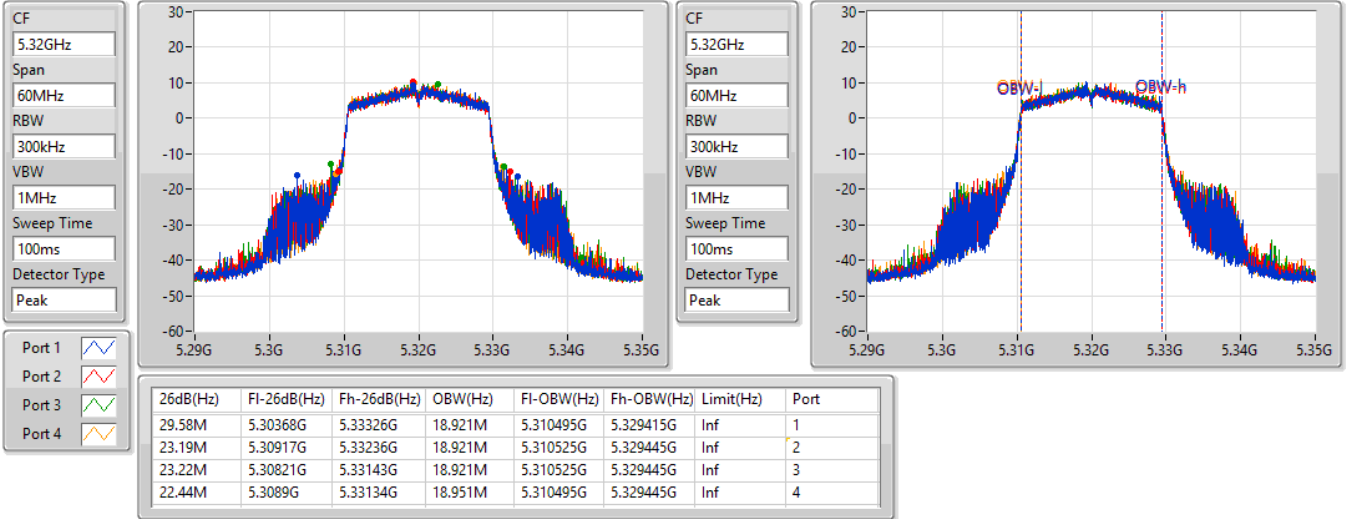 CF
5.32GHz
Span
60MHz
RBW
300kHz
VBW
1MHz
Sweep Time
100ms
Detector Type
Peak
30
20
10
0
-10
-20
-30
-40
-50
-60
5.29G 5.3G 5.31G 5.32G 5.33G 5.34G 5.35G
CF
5.32GHz
Span
60MHz
RBW
300kHz
VBW
1MHz
Sweep Time
100ms
Detector Type
Peak
30
20
10
0
-10
-20
-30
-40
-50
-60
OBW-l OBW-h
5.29G 5.3G 5.31G 5.32G 5.33G 5.34G 5.35G
Port 1
Port 2
Port 3
Port 4
26dB(Hz) Fl-26dB(Hz) Fh-26dB(Hz) OBW(Hz) Fl-OBW(Hz) Fh-OBW(Hz) Limit(Hz) Port
29.58M 5.30368G 5.33326G 18.921M 5.310495G 5.329415G Inf 1
23.19M 5.30917G 5.33236G 18.921M 5.310525G 5.329445G Inf 2
23.22M 5.30821G 5.33143G 18.921M 5.310525G 5.329445G Inf 3
22.44M 5.3089G 5.33134G 18.951M 5.310495G 5.329445G Inf 4